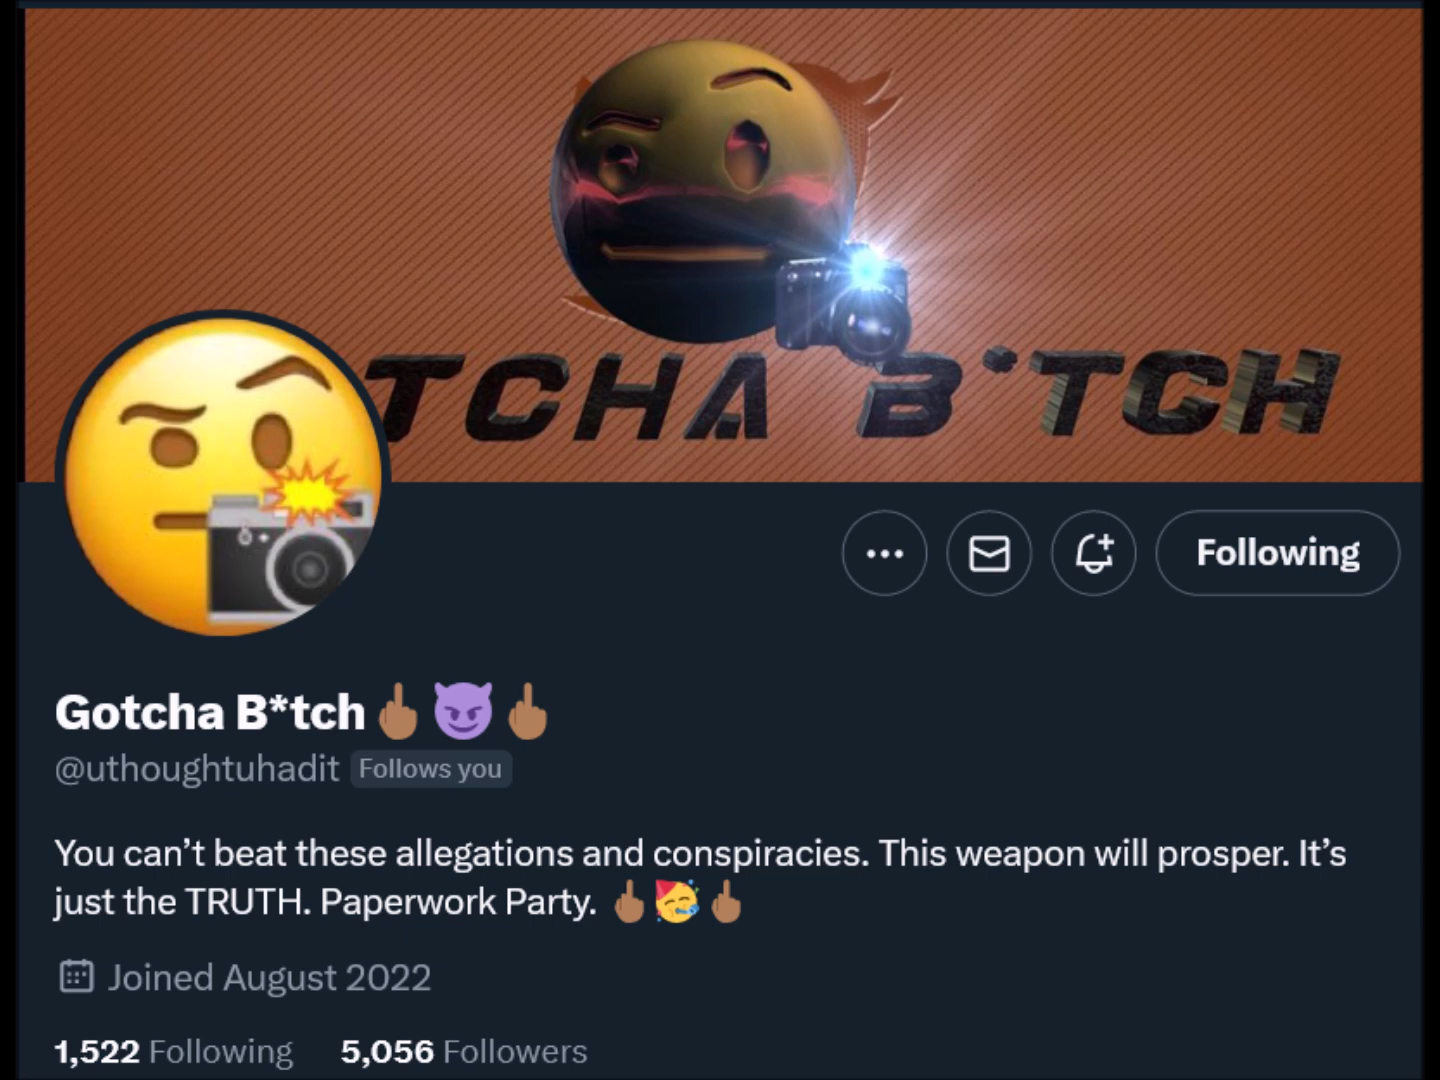 TCHA B*TCH
Following
Gotcha B*tch🖕🏽😈🖕🏽
@uthoughtuhadit Follows you
You can’t beat these allegations and conspiracies. This weapon will prosper. It’s
just the TRUTH. Paperwork Party. 🖕🏽🥳🖕🏽
Joined August 2022
1,522 Following 5,056 Followers